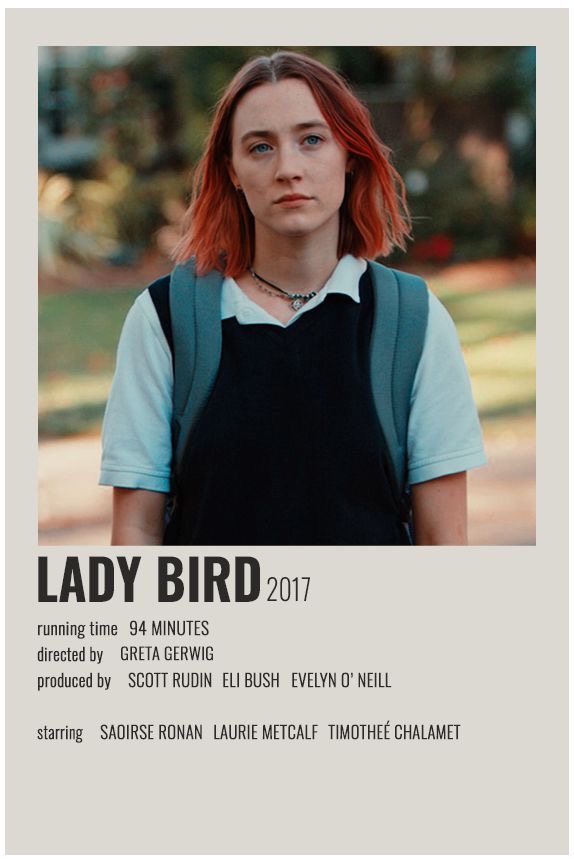 LADY BIRD 2017
running time 94 MINUTES
directed by GRETA GERWIG
produced by SCOTT RUDIN ELI BUSH EVELYN O' NEILL
starring SAOIRSE RONAN LAURIE METCALF TIMOTHEÉ CHALAMET